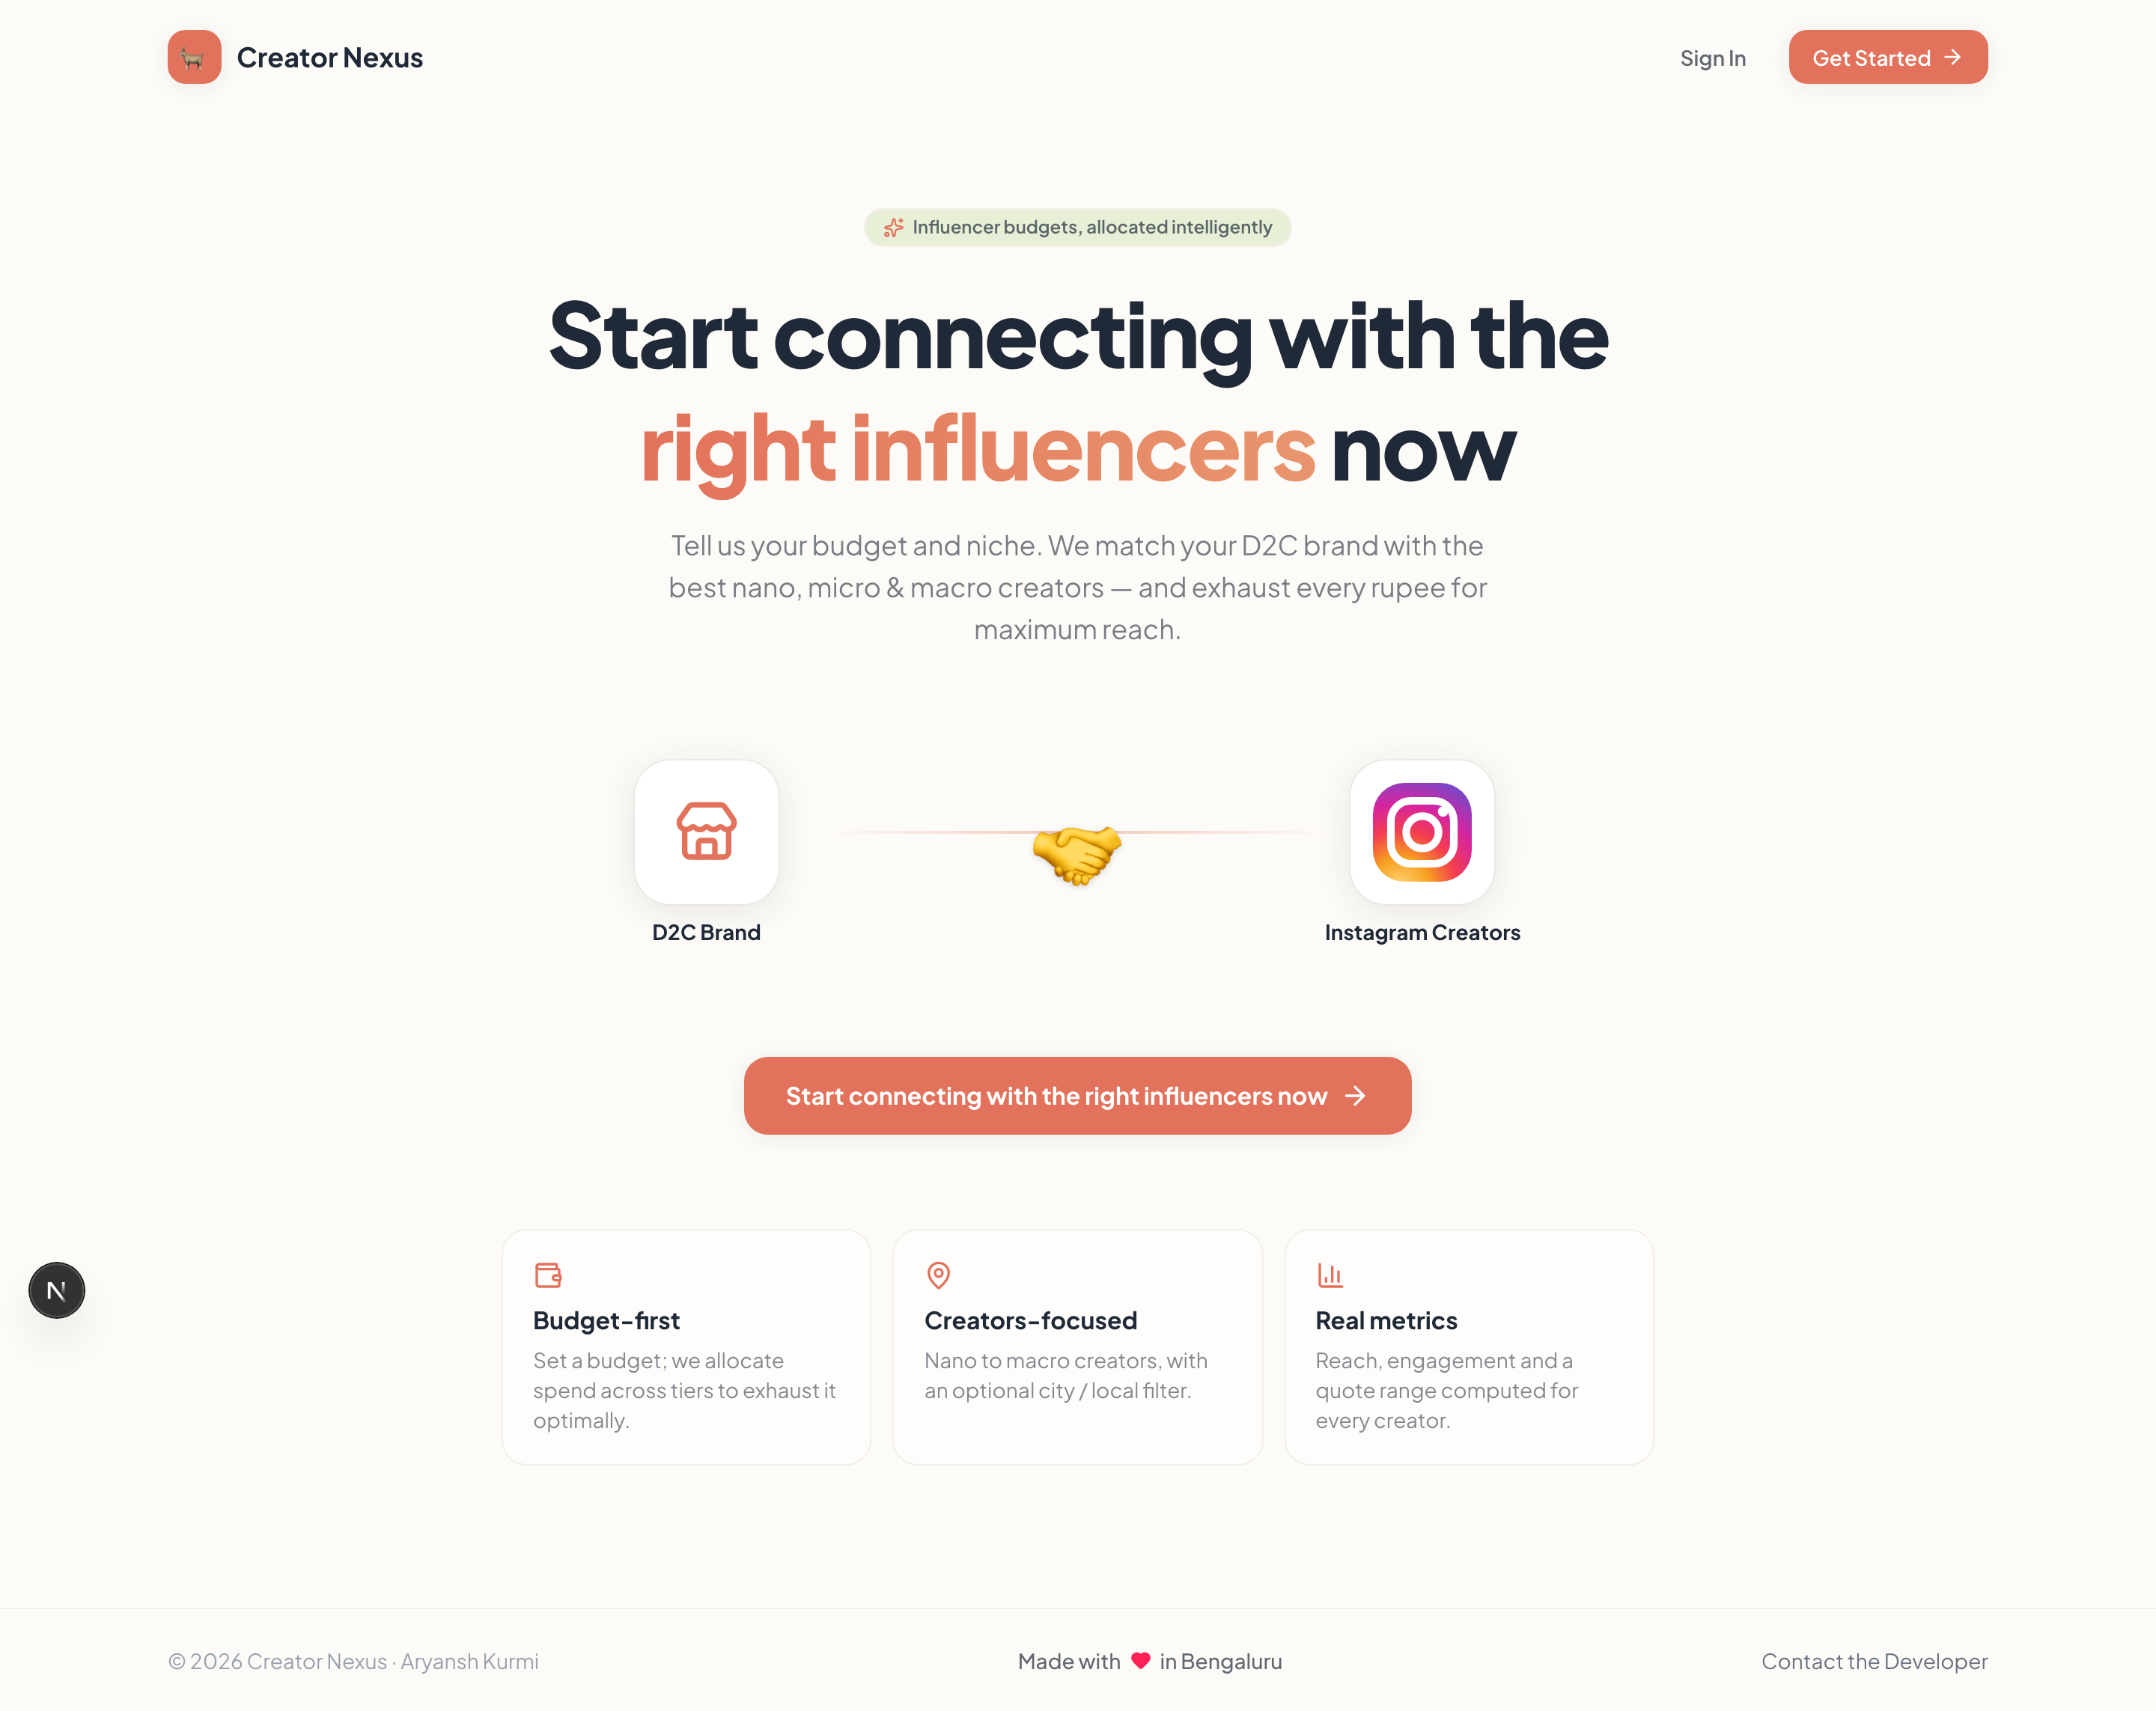 Creator Nexus
Sign In
Get Started
Influencer budgets, allocated intelligently
Start connecting with the
right influencers now
Tell us your budget and niche. We match your D2C brand with the
best nano, micro & macro creators — and exhaust every rupee for
maximum reach.
D2C Brand
Instagram Creators
Start connecting with the right influencers now
Budget-first
Set a budget; we allocate
spend across tiers to exhaust it
optimally.
Creators-focused
Nano to macro creators, with
an optional city / local filter.
Real metrics
Reach, engagement and a
quote range computed for
every creator.
N
© 2026 Creator Nexus · Aryansh Kurmi
Made with ❤ in Bengaluru
Contact the Developer